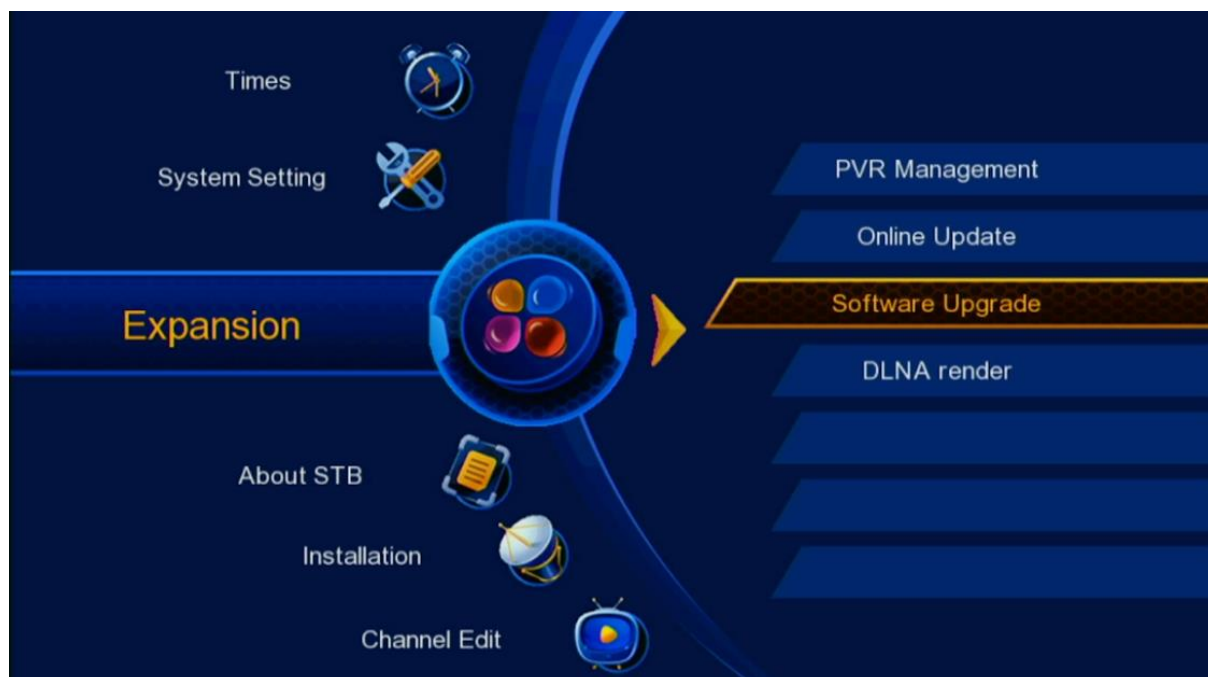 Times
System Setting
Expansion
About STB
Installation
Channel Edit
PVR Management
Online Update
Software Upgrade
DLNA render